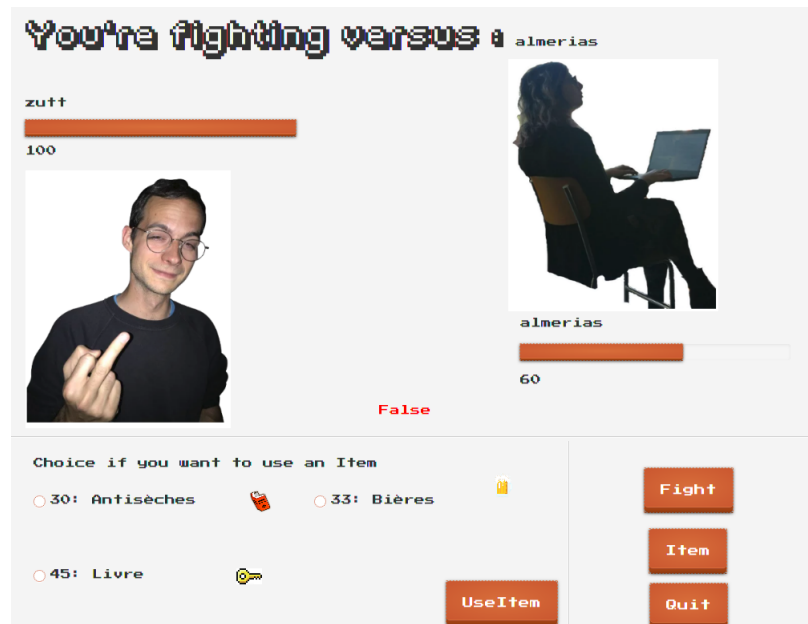 You're fighting versus :
almerias
zutt
100
almerias
60
False
Choice if you want to use an Item
30: Antisèches
33: Bières
45: Livre
UseItem
Fight
Item
Quit